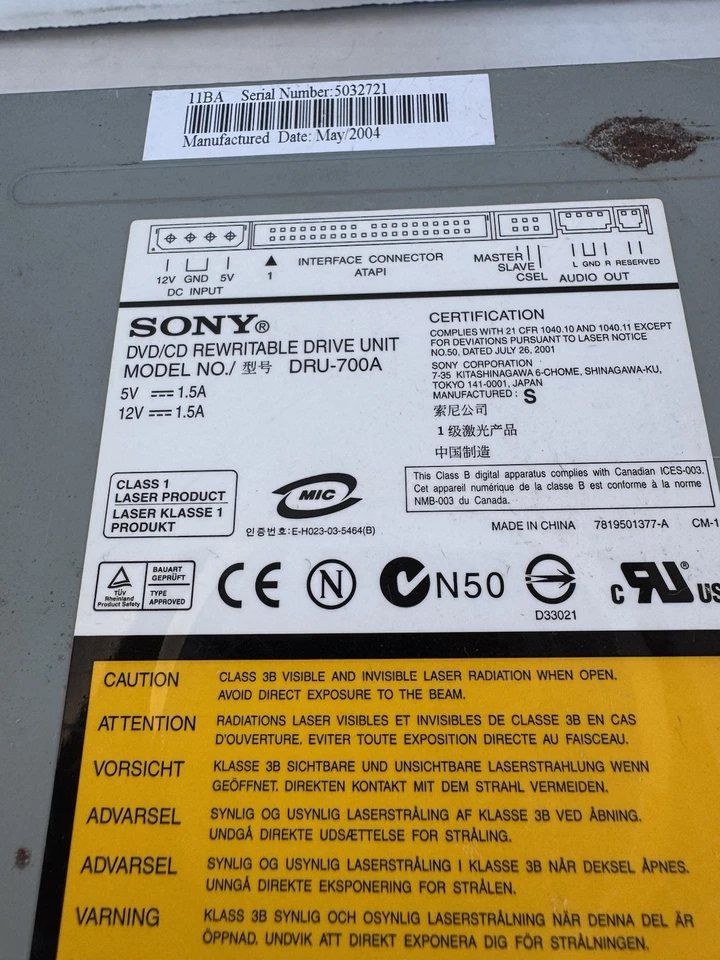 11BA Serial Number:5032721
Manufactured Date: May/2004
12V GND 5V
DC INPUT
1
INTERFACE CONNECTOR
ATAPI
MASTER
SLAVE
CSEL
L GND R RESERVED
AUDIO OUT
SONY®
DVD/CD REWRITABLE DRIVE UNIT
MODEL NO./ 型号 DRU-700A
5V 1.5A
12V 1.5A
CERTIFICATION
COMPLIES WITH 21 CFR 1040.10 AND 1040.11 EXCEPT
FOR DEVIATIONS PURSUANT TO LASER NOTICE
NO.50, DATED JULY 26, 2001
SONY CORPORATION
7-35 KITASHINAGAWA 6-CHOME, SHINAGAWA-KU,
TOKYO 141-0001, JAPAN
MANUFACTURED : S
索尼公司
1 级激光产品
中国制造
CLASS 1
LASER PRODUCT
LASER KLASSE 1
PRODUKT
MIC
인증번호:E-H023-03-5464(B)
This Class B digital apparatus complies with Canadian ICES-003.
Cet appareil numérique de la classe B est conforme à la norme
NMB-003 du Canada.
MADE IN CHINA 7819501377-A CM-1
TÜV
Rheinland
Product Safety
BAUART
GEPRÜFT
TYPE
APPROVED
CE
N
N50
D33021
c RU® US
CAUTION CLASS 3B VISIBLE AND INVISIBLE LASER RADIATION WHEN OPEN.
AVOID DIRECT EXPOSURE TO THE BEAM.
ATTENTION RADIATIONS LASER VISIBLES ET INVISIBLES DE CLASSE 3B EN CAS
D'OUVERTURE. EVITER TOUTE EXPOSITION DIRECTE AU FAISCEAU.
VORSICHT KLASSE 3B SICHTBARE UND UNSICHTBARE LASERSTRAHLUNG WENN
GEÖFFNET. DIREKTEN KONTAKT MIT DEM STRAHL VERMEIDEN.
ADVARSEL SYNLIG OG USYNLIG LASERSTRÅLING AF KLASSE 3B VED ÅBNING.
UNDGÅ DIREKTE UDSÆTTELSE FOR STRÅLING.
ADVARSEL SYNLIG OG USYNLIG LASERSTRÅLING I KLASSE 3B NÅR DEKSEL ÅPNES.
UNNGÅ DIREKTE EKSPONERING FOR STRÅLEN.
VARNING KLASS 3B SYNLIG OCH OSYNLIG LASERSTRÅLNING NÄR DENNA DEL ÄR
ÖPPNAD. UNDVIK ATT DIREKT EXPONERA DIG FÖR STRÅLNINGEN.